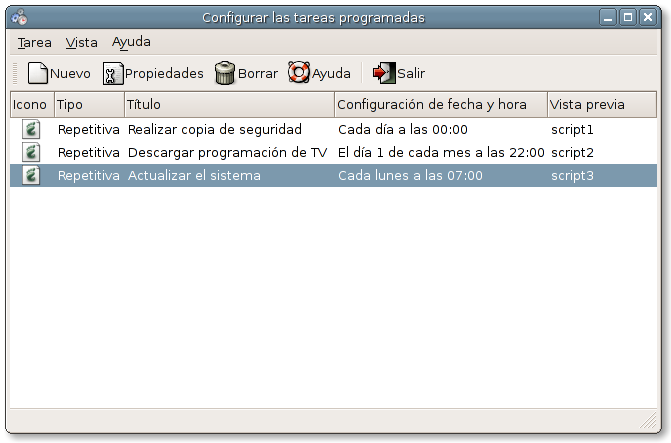 Configurar las tareas programadas
Tarea Vista Ayuda
Nuevo Propiedades Borrar Ayuda Salir
Icono Tipo Título Configuración de fecha y hora Vista previa
Repetitiva Realizar copia de seguridad Cada día a las 00:00 script1
Repetitiva Descargar programación de TV El día 1 de cada mes a las 22:00 script2
Repetitiva Actualizar el sistema Cada lunes a las 07:00 script3